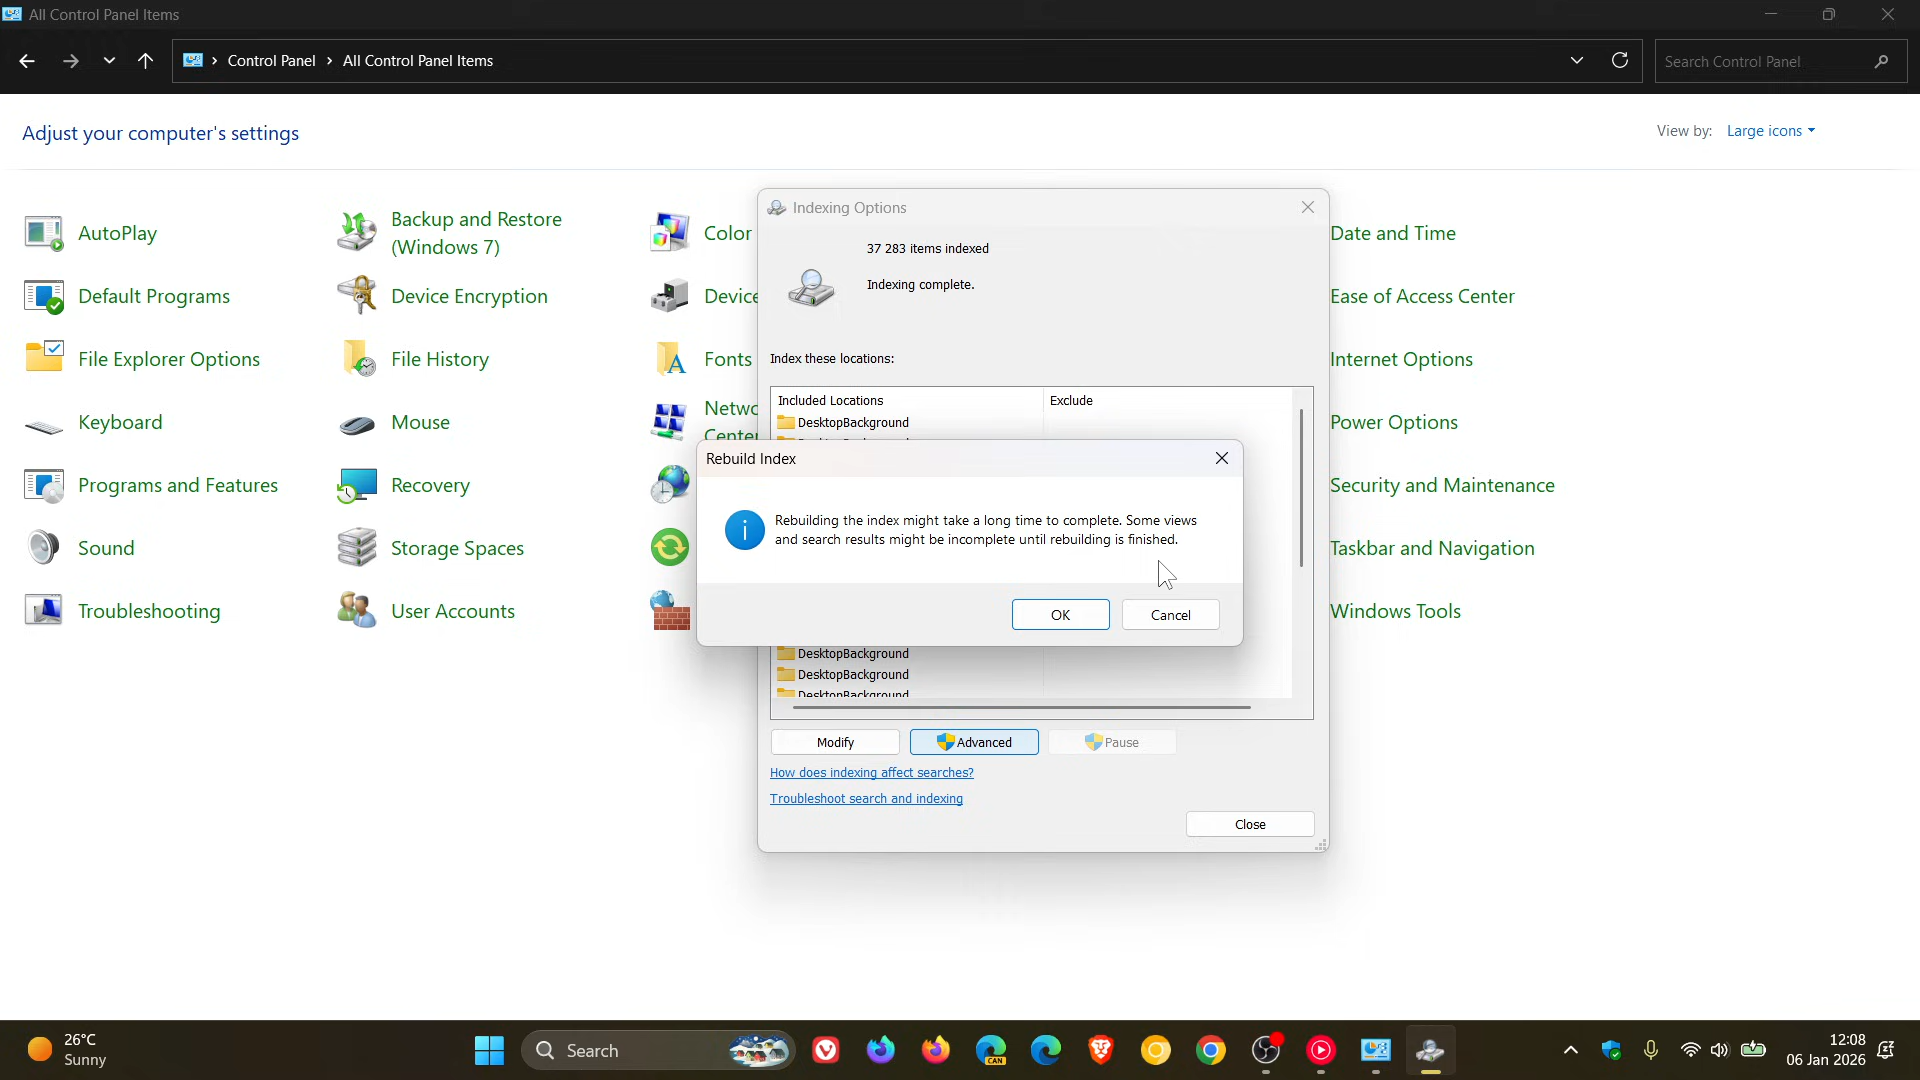 All Control Panel Items
Control Panel
All Control Panel Items
Search Control Panel
Adjust your computer's settings
View by:
Large icons
AutoPlay
Backup and Restore
(Windows 7)
Color
Date and Time
Default Programs
Device Encryption
Device
Ease of Access Center
File Explorer Options
File History
Fonts
Internet Options
Keyboard
Mouse
Netwo
Center
Power Options
Programs and Features
Recovery
Security and Maintenance
Sound
Storage Spaces
Taskbar and Navigation
Troubleshooting
User Accounts
Windows Tools
Indexing Options
37 283 items indexed
Indexing complete.
Index these locations:
Included Locations
Exclude
DesktopBackground
Rebuild Index
Rebuilding the index might take a long time to complete. Some views
and search results might be incomplete until rebuilding is finished.
OK
Cancel
DesktopBackground
DesktopBackground
DesktopBackground
Modify
Advanced
Pause
How does indexing affect searches?
Troubleshoot search and indexing
Close
26°C
Sunny
Search
CAN
12:08
06 Jan 2026